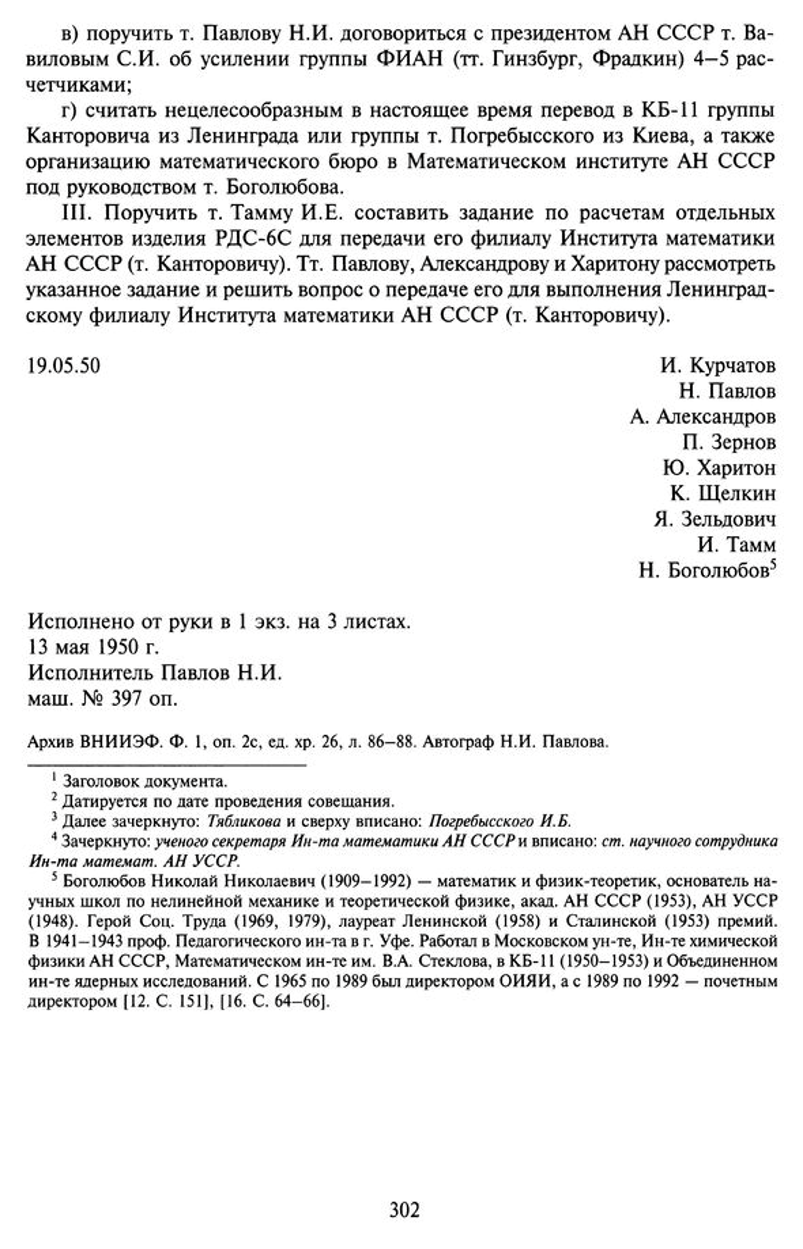 в) поручить т. Павлову Н.И. договориться с президентом АН СССР т. Ва-
виловым С.И. об усилении группы ФИАН (тт. Гинзбург, Фрадкин) 4–5 рас-
четчиками;
г) считать нецелесообразным в настоящее время перевод в КБ-11 группы
Канторовича из Ленинграда или группы т. Погребысского из Киева, а также
организацию математического бюро в Математическом институте АН СССР
под руководством т. Боголюбова.
III. Поручить т. Тамму И.Е. составить задание по расчетам отдельных
элементов изделия РДС-6С для передачи его филиалу Института математики
АН СССР (т. Канторовичу). Тт. Павлову, Александрову и Харитону рассмотреть
указанное задание и решить вопрос о передаче его для выполнения Ленинград-
скому филиалу Института математики АН СССР (т. Канторовичу).
19.05.50
И. Курчатов
Н. Павлов
А. Александров
П. Зернов
Ю. Харитон
К. Щелкин
Я. Зельдович
И. Тамм
Н. Боголюбов⁵
Исполнено от руки в 1 экз. на 3 листах.
13 мая 1950 г.
Исполнитель Павлов Н.И.
маш. № 397 оп.
Архив ВНИИЭФ. Ф. 1, оп. 2с, ед. хр. 26, л. 86–88. Автограф Н.И. Павлова.
¹ Заголовок документа.
² Датируется по дате проведения совещания.
³ Далее зачеркнуто: Тябликова и сверху вписано: Погребысского И.Б.
⁴ Зачеркнуто: ученого секретаря Ин-та математики АН СССР и вписано: ст. научного сотрудника
Ин-та математ. АН УССР.
⁵ Боголюбов Николай Николаевич (1909–1992) — математик и физик-теоретик, основатель на-
учных школ по нелинейной механике и теоретической физике, акад. АН СССР (1953), АН УССР
(1948). Герой Соц. Труда (1969, 1979), лауреат Ленинской (1958) и Сталинской (1953) премий.
В 1941–1943 проф. Педагогического ин-та в г. Уфе. Работал в Московском ун-те, Ин-те химической
физики АН СССР, Математическом ин-те им. В.А. Стеклова, в КБ-11 (1950–1953) и Объединенном
ин-те ядерных исследований. С 1965 по 1989 был директором ОИЯИ, а с 1989 по 1992 — почетным
директором [12. С. 151], [16. С. 64–66].
302